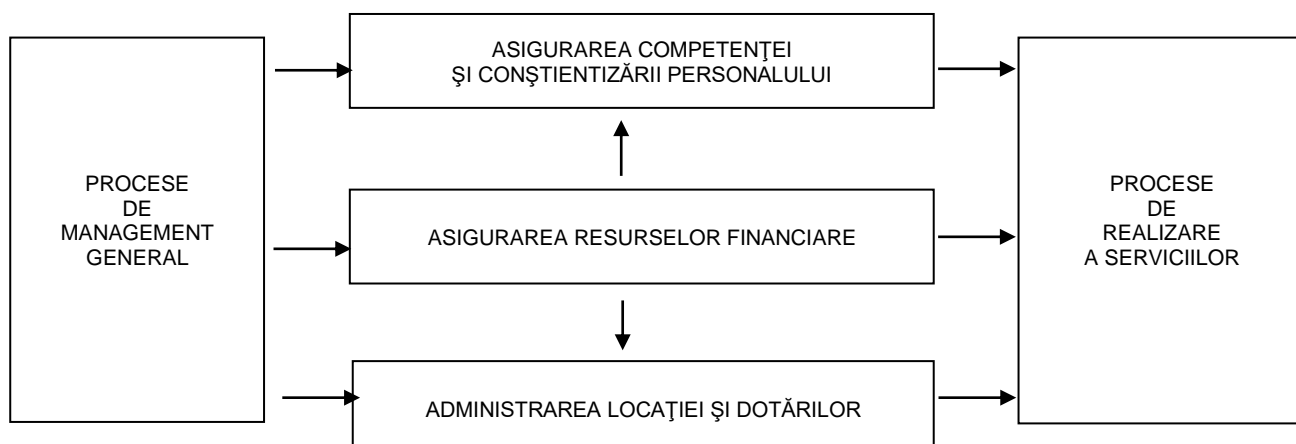 PROCESE
DE
MANAGEMENT
GENERAL
ASIGURAREA COMPETENŢEI
ŞI CONŞTIENTIZĂRII PERSONALULUI
ASIGURAREA RESURSELOR FINANCIARE
ADMINISTRAREA LOCAŢIEI ŞI DOTĂRILOR
PROCESE
DE
REALIZARE
A SERVICIILOR